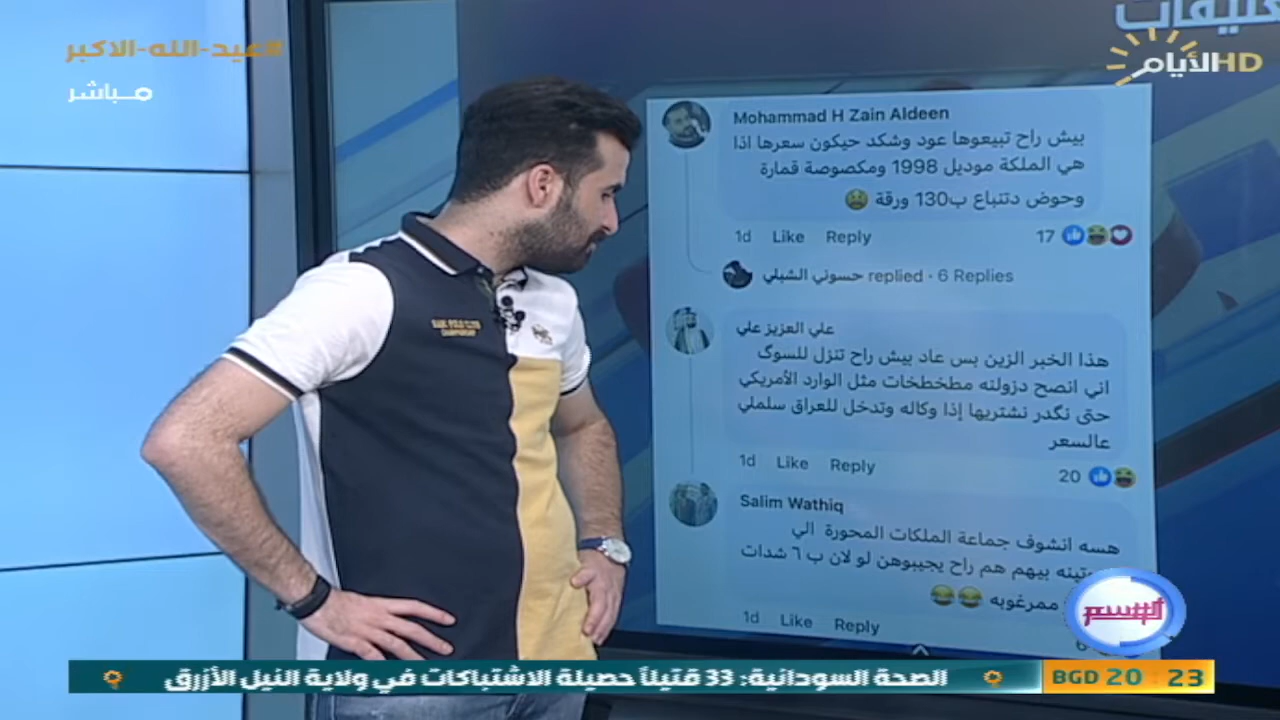 تعليقات
#عيد-الله-الاكبر
الأيام HD
مباشر
Mohammad H Zain Aldeen
بيش راح تبيعوها عود وشكد حيكون سعرها اذا
هي الملكة موديل 1998 ومكصوصة قمارة
وحوض دتنباع ب130 ورقة
1d Like Reply 17
حسوني الشبلي replied · 6 Replies
علي العزيز علي
هذا الخبر الزين بس عاد بيش راح تنزل للسوگ
اني انصح دزولنه مطخطخات مثل الوارد الأمريكي
حتى نگدر نشتريها إذا وكاله وتدخل للعراق سلملي
عالسعر
1d Like Reply 20
Salim Wathiq
هسه انشوف جماعة الملكات المحورة الي
بيهم هم راح يجيبوهن لو لان ب ٦ شدات
ممرغوبه
1d Like Reply
الصحة السودانية: 33 قتيلاً حصيلة الاشتباكات في ولاية النيل الأزرق
BGD 20 23